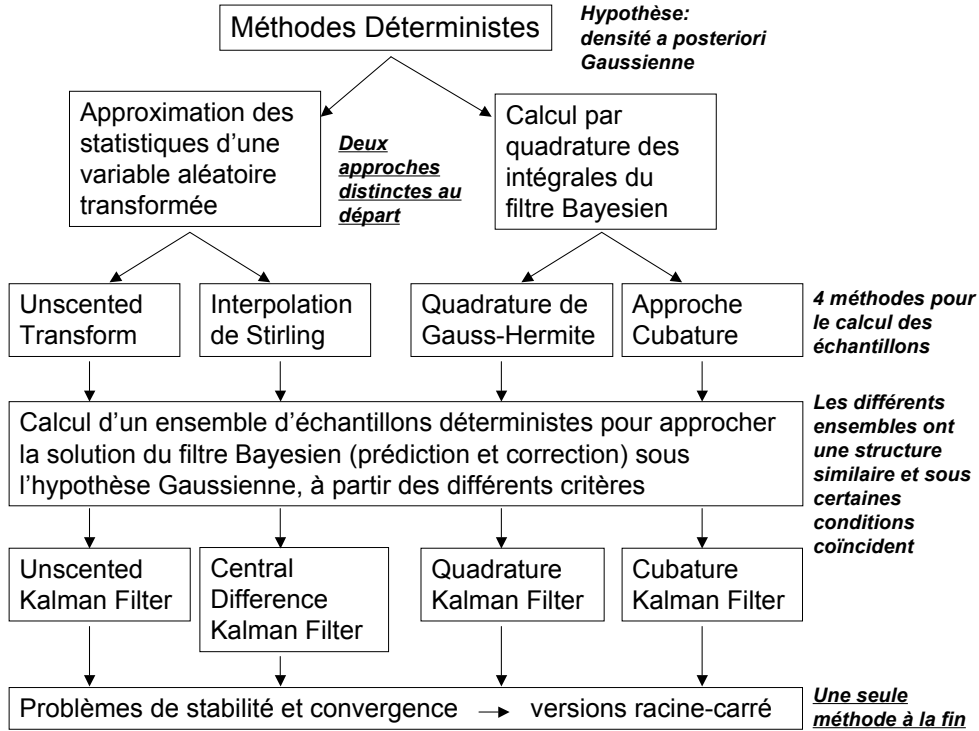 Méthodes Déterministes
Hypothèse:
densité a posteriori
Gaussienne
Approximation des
statistiques d'une
variable aléatoire
transformée
Deux
approches
distinctes au
départ
Calcul par
quadrature des
intégrales du
filtre Bayesien
Unscented
Transform
Interpolation
de Stirling
Quadrature de
Gauss-Hermite
Approche
Cubature
4 méthodes pour
le calcul des
échantillons
Calcul d'un ensemble d'échantillons déterministes pour approcher
la solution du filtre Bayesien (prédiction et correction) sous
l'hypothèse Gaussienne, à partir des différents critères
Les différents
ensembles ont
une structure
similaire et sous
certaines
conditions
coïncident
Unscented
Kalman Filter
Central
Difference
Kalman Filter
Quadrature
Kalman Filter
Cubature
Kalman Filter
Problèmes de stabilité et convergence → versions racine-carré
Une seule
méthode à la fin